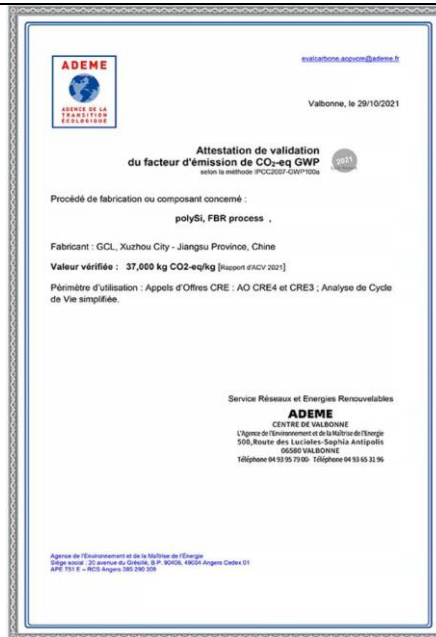 ADEME
AGENCE DE LA
TRANSITION
ÉCOLOGIQUE
evalcarbone.aopvcre@ademe.fr
Valbonne, le 29/10/2021
Attestation de validation
du facteur d'émission de CO₂-eq GWP
selon la méthode IPCC2007-GWP100a
2021
Procédé de fabrication ou composant concerné :
polySi, FBR process ,
Fabricant : GCL, Xuzhou City - Jiangsu Province, Chine
Valeur vérifiée : 37,000 kg CO2-eq/kg [Rapport d'ACV 2021]
Périmètre d'utilisation : Appels d'Offres CRE : AO CRE4 et CRE3 ; Analyse de Cycle
de Vie simplifiée.
Service Réseaux et Energies Renouvelables
ADEME
CENTRE DE VALBONNE
L'Agence de l'Environnement et de la Maîtrise de l'Energie
500,Route des Lucioles-Sophia Antipolis
06560 VALBONNE
Téléphone 04 93 95 79 00- Téléphone 04 93 65 31 96
Agence de l'Environnement et de la Maîtrise de l'Energie
Siège social : 20 avenue du Grésillé, B.P. 90406, 49004 Angers Cedex 01
APE 751 E – RCS Angers 385 290 309